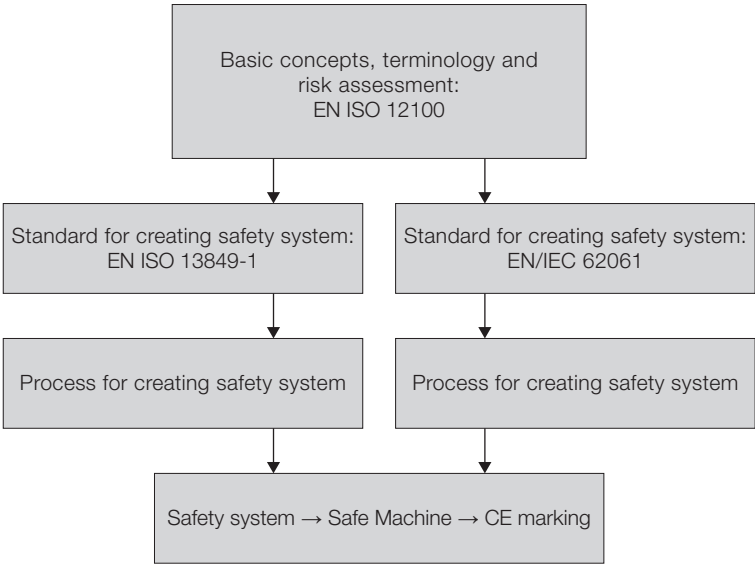 Basic concepts, terminology and
risk assessment:
EN ISO 12100
Standard for creating safety system:
EN ISO 13849-1
Standard for creating safety system:
EN/IEC 62061
Process for creating safety system
Process for creating safety system
Safety system → Safe Machine → CE marking